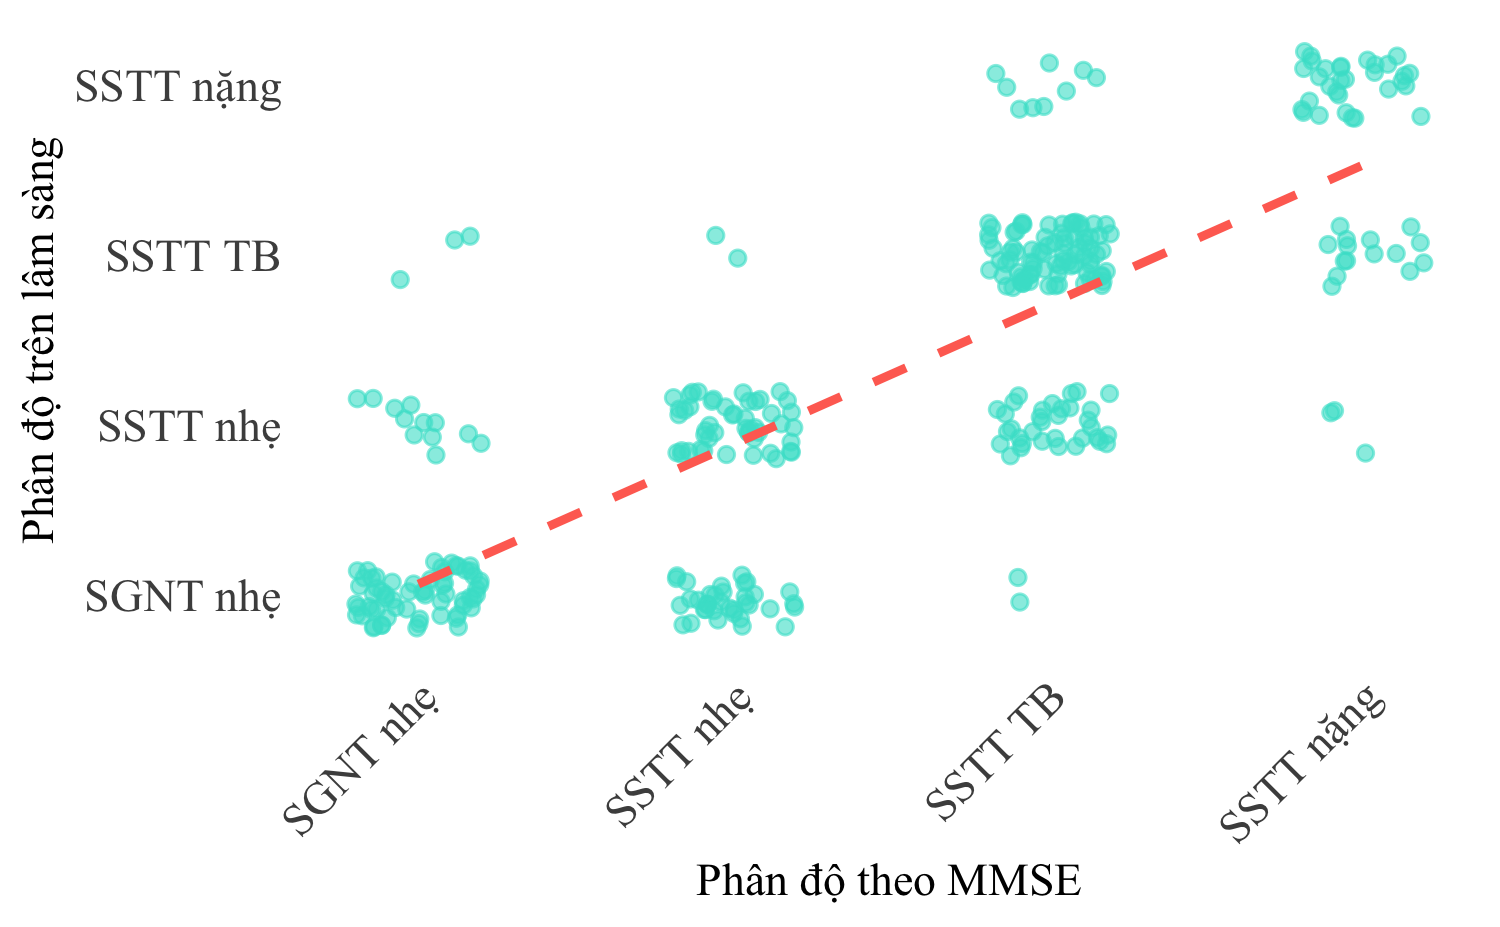 Phân độ trên lâm sàng
SSTT nặng
SSTT TB
SSTT nhẹ
SGNT nhẹ
SGNT nhẹ
SSTT nhẹ
SSTT TB
SSTT nặng
Phân độ theo MMSE